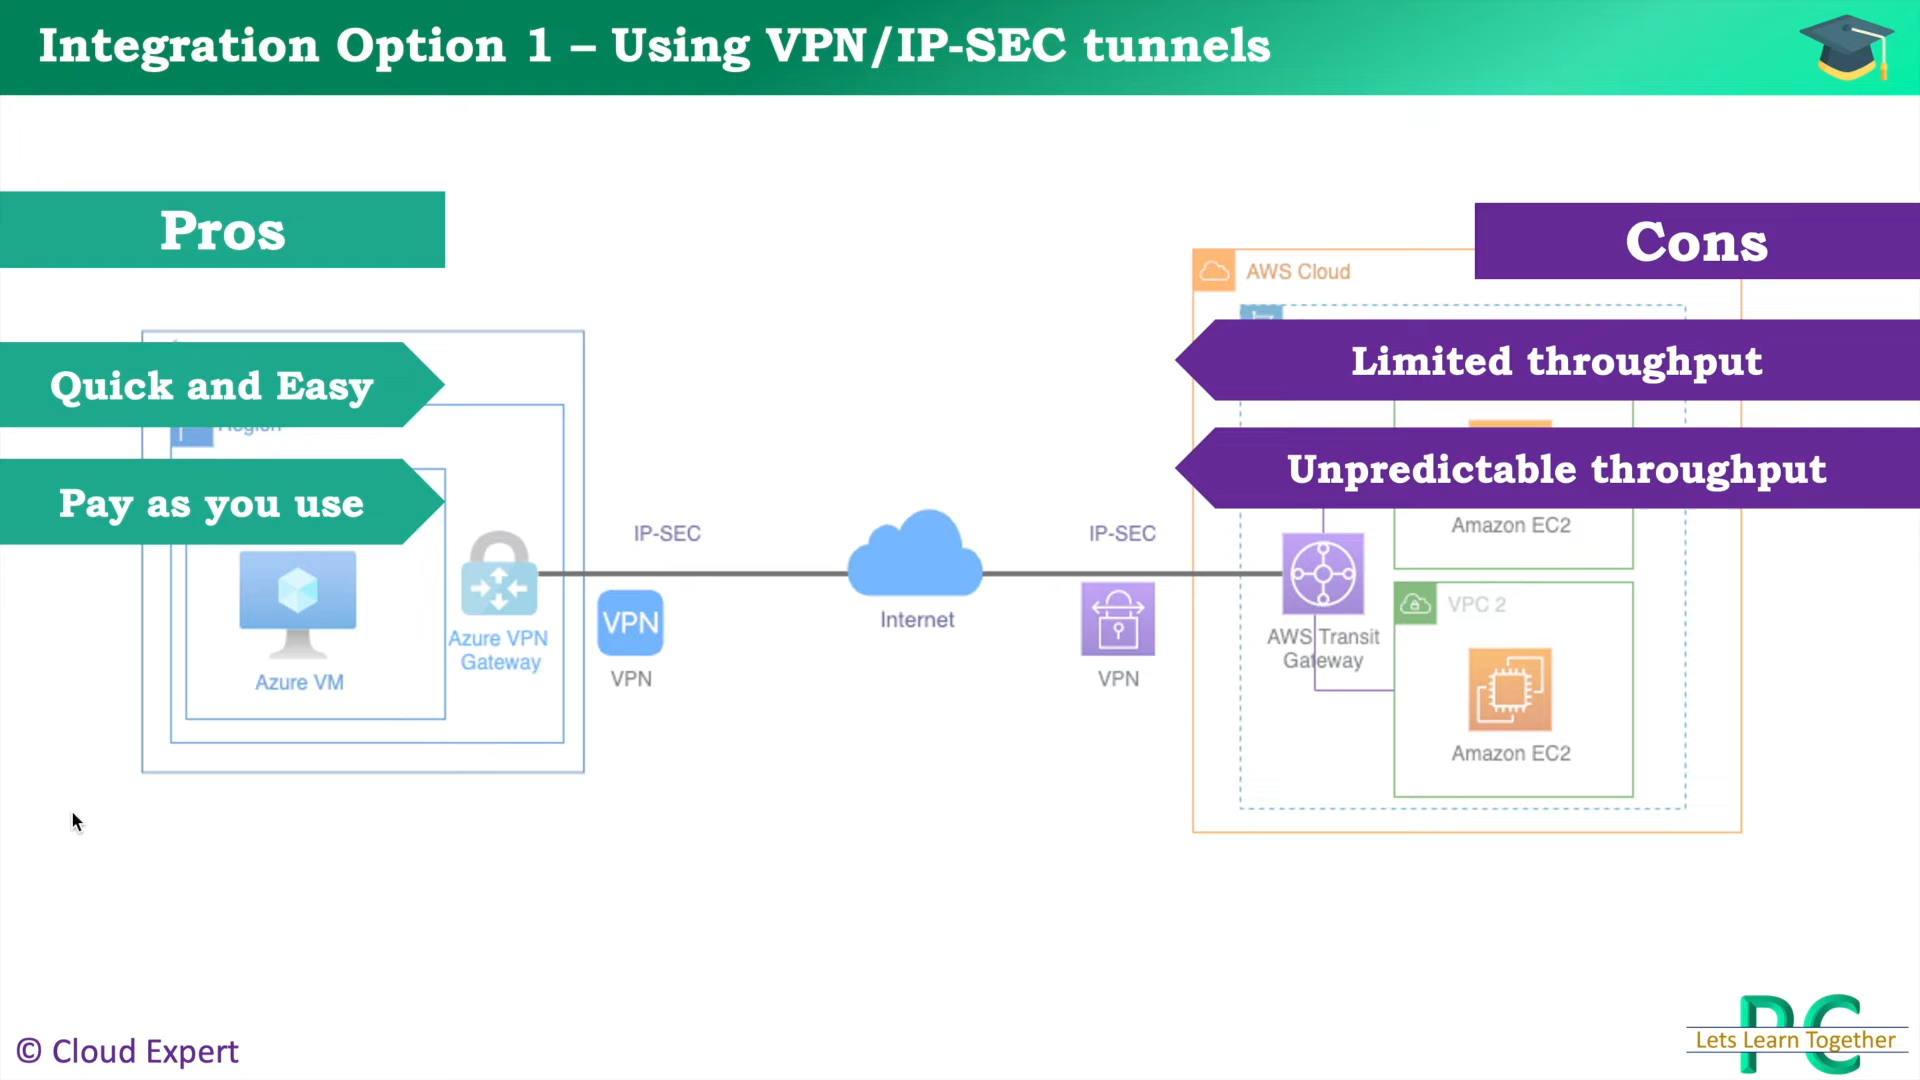 Integration Option 1 – Using VPN/IP-SEC tunnels
Pros
Cons
AWS Cloud
Quick and Easy
Limited throughput
Region
Pay as you use
Unpredictable throughput
IP-SEC
IP-SEC
Amazon EC2
Azure VM
Azure VPN
Gateway
VPN
VPN
Internet
VPN
AWS Transit
Gateway
VPC 2
Amazon EC2
© Cloud Expert
PC
Lets Learn Together